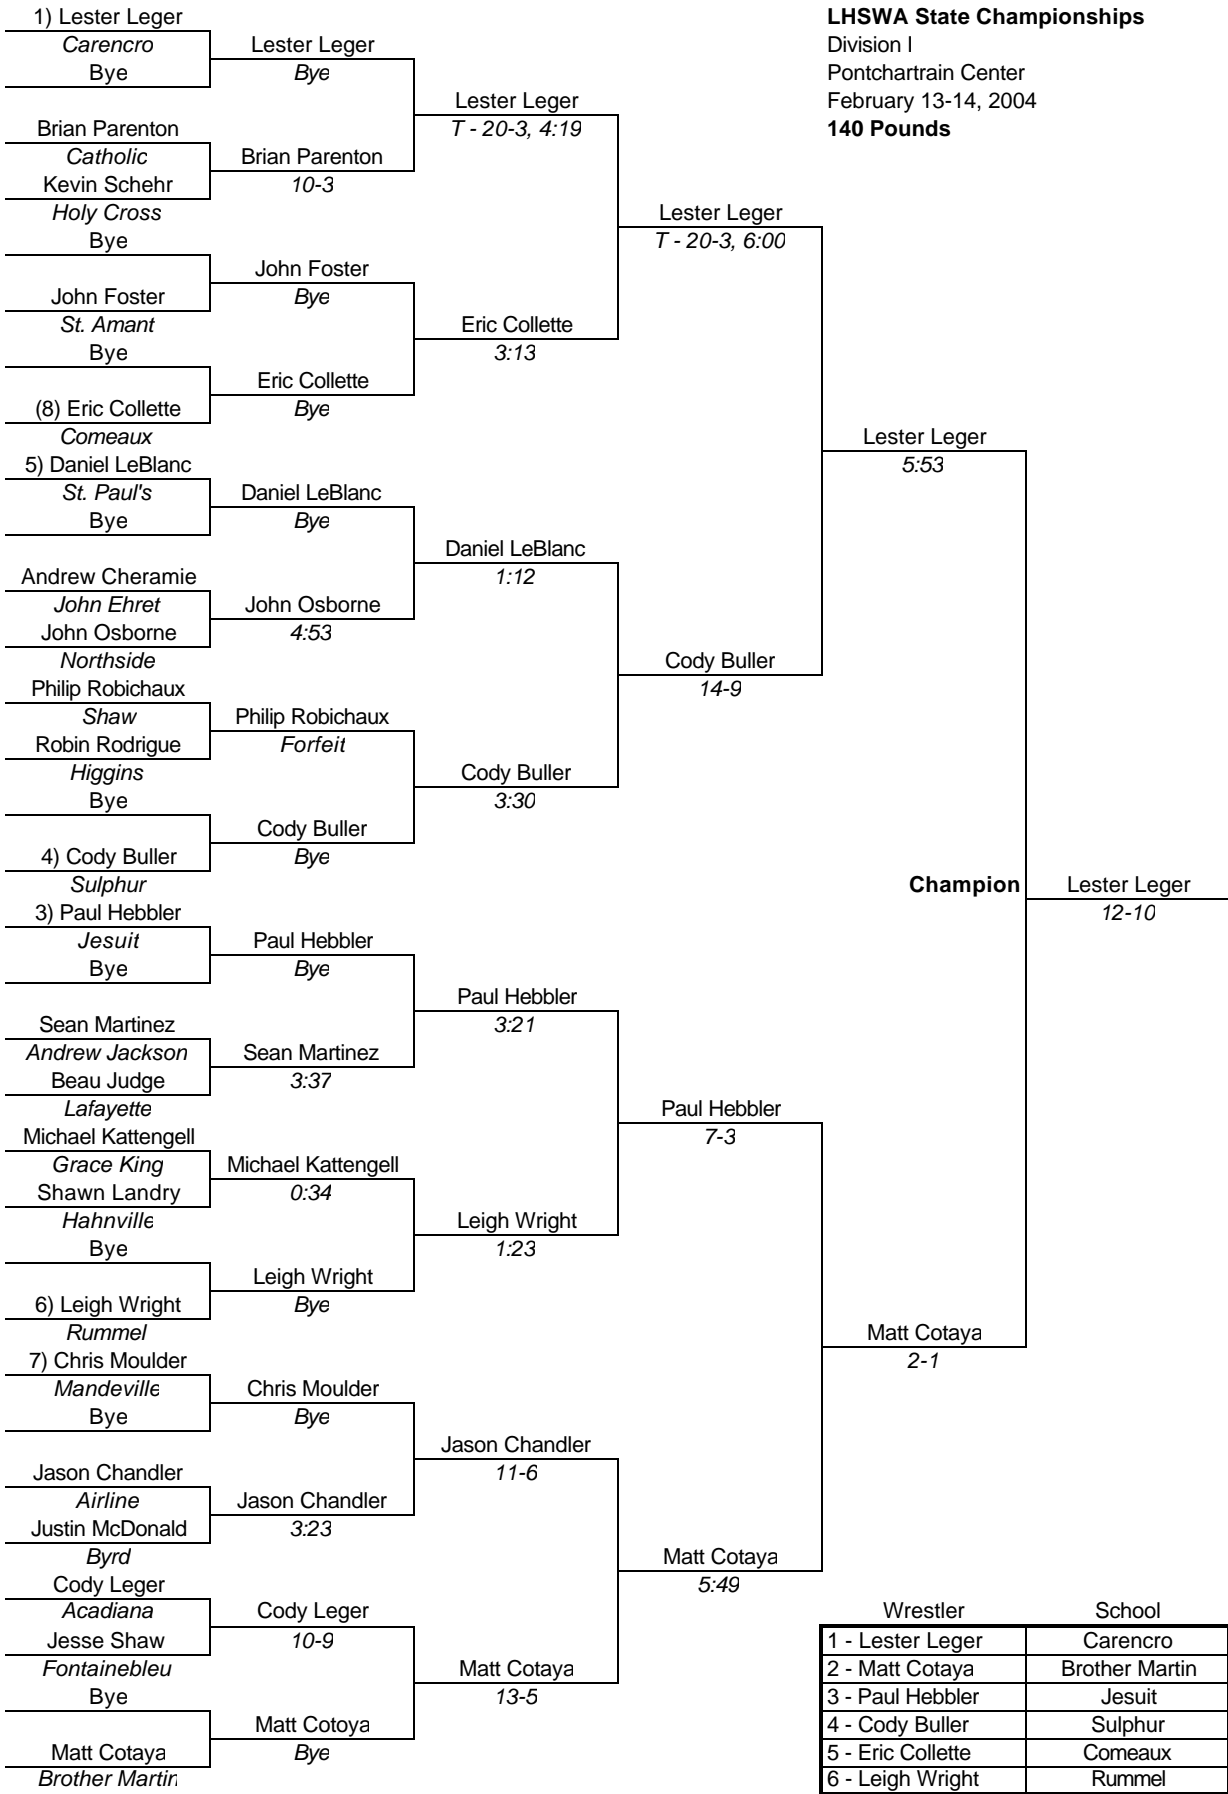 LHSWA State Championships
Division I
Pontchartrain Center
February 13-14, 2004
140 Pounds
1) Lester Leger
Carencro
Bye
Brian Parenton
Catholic
Kevin Schehr
Holy Cross
Bye
John Foster
St. Amant
Bye
(8) Eric Collette
Comeaux
5) Daniel LeBlanc
St. Paul's
Bye
Andrew Cheramie
John Ehret
John Osborne
Northside
Philip Robichaux
Shaw
Robin Rodrigue
Higgins
Bye
4) Cody Buller
Sulphur
3) Paul Hebbler
Jesuit
Bye
Sean Martinez
Andrew Jackson
Beau Judge
Lafayette
Michael Kattengell
Grace King
Shawn Landry
Hahnville
Bye
6) Leigh Wright
Rummel
7) Chris Moulder
Mandeville
Bye
Jason Chandler
Airline
Justin McDonald
Byrd
Cody Leger
Acadiana
Jesse Shaw
Fontainebleu
Bye
Matt Cotaya
Brother Martin
Lester Leger
Bye
Brian Parenton
10-3
John Foster
Bye
Eric Collette
Bye
Daniel LeBlanc
Bye
John Osborne
4:53
Philip Robichaux
Forfeit
Cody Buller
Bye
Paul Hebbler
Bye
Sean Martinez
3:37
Michael Kattengell
0:34
Leigh Wright
Bye
Chris Moulder
Bye
Jason Chandler
3:23
Cody Leger
10-9
Matt Cotoya
Bye
Lester Leger
T - 20-3, 4:19
Eric Collette
3:13
Daniel LeBlanc
1:12
Cody Buller
3:30
Paul Hebbler
3:21
Leigh Wright
1:23
Jason Chandler
11-6
Matt Cotaya
13-5
Lester Leger
T - 20-3, 6:00
Cody Buller
14-9
Paul Hebbler
7-3
Matt Cotaya
5:49
Lester Leger
5:53
Matt Cotaya
2-1
Champion
Lester Leger
12-10
Wrestler School
1 - Lester Leger Carencro
2 - Matt Cotaya Brother Martin
3 - Paul Hebbler Jesuit
4 - Cody Buller Sulphur
5 - Eric Collette Comeaux
6 - Leigh Wright Rummel